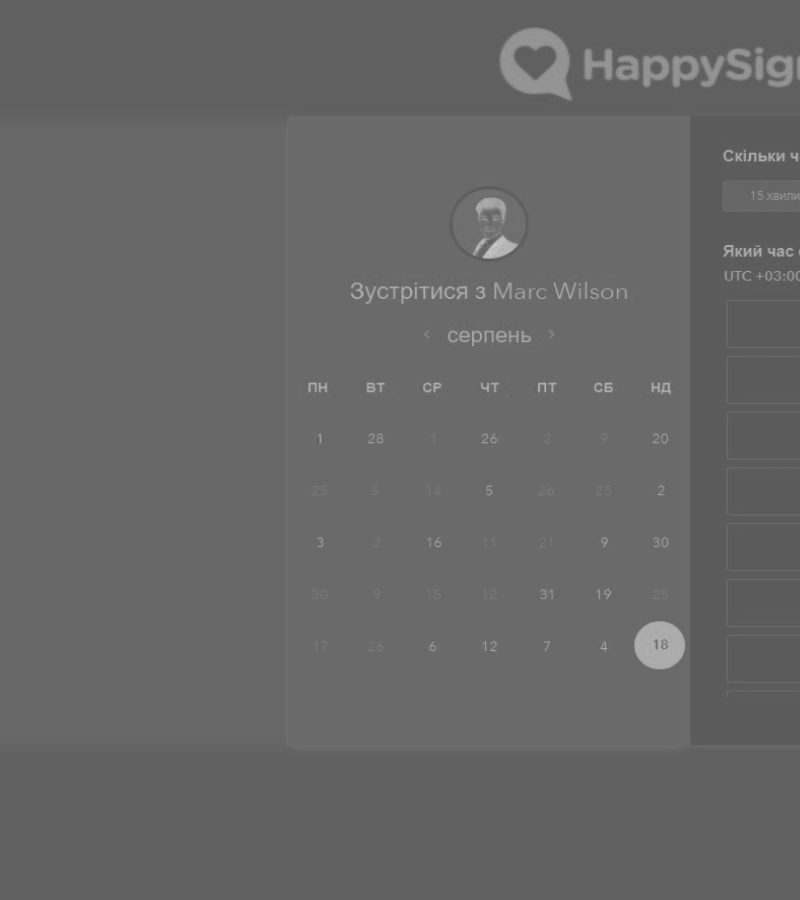 HappySig
Скільки ч
15 хвили
Який час
UTC +03:00
Зустрітися з Marc Wilson
серпень
ПН ВТ СР ЧТ ПТ СБ НД
1 28 1 26 2 9 20
25 5 14 5 26 25 2
3 2 16 11 21 9 30
30 9 15 12 31 19 25
17 26 6 12 7 4 18